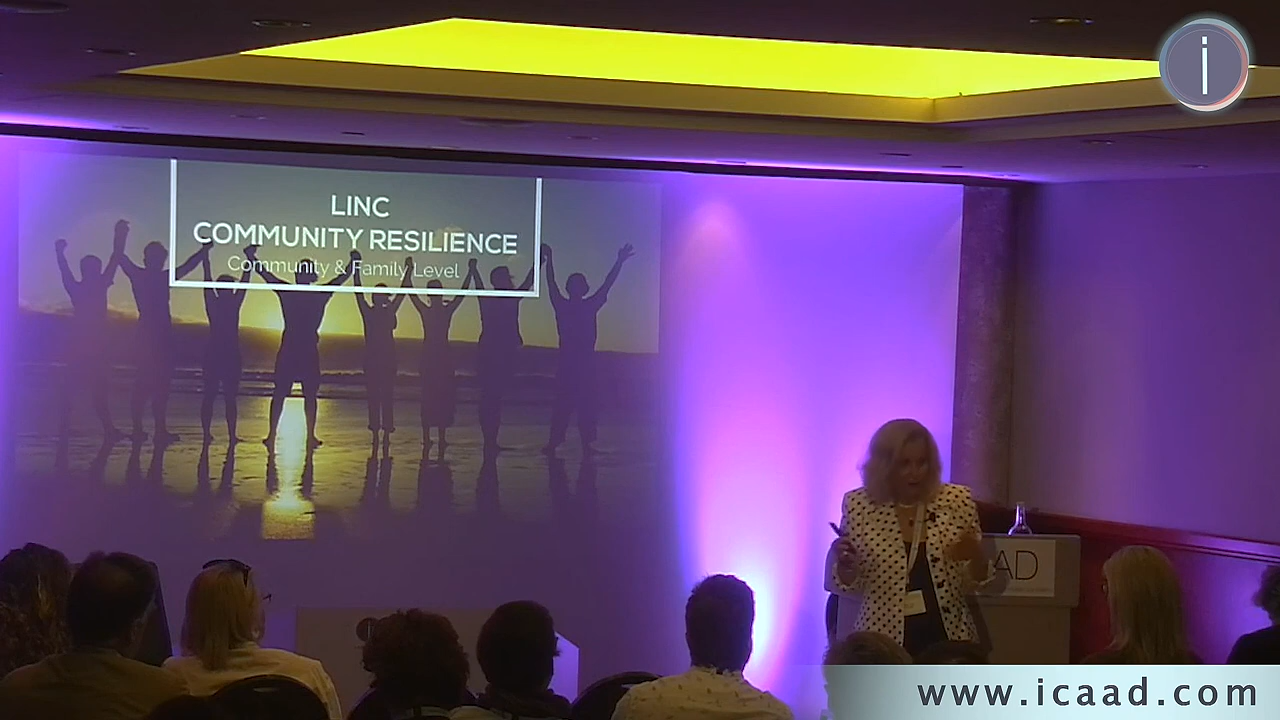 i
LINC
COMMUNITY RESILIENCE
Community & Family Level
AD
www.icaad.com